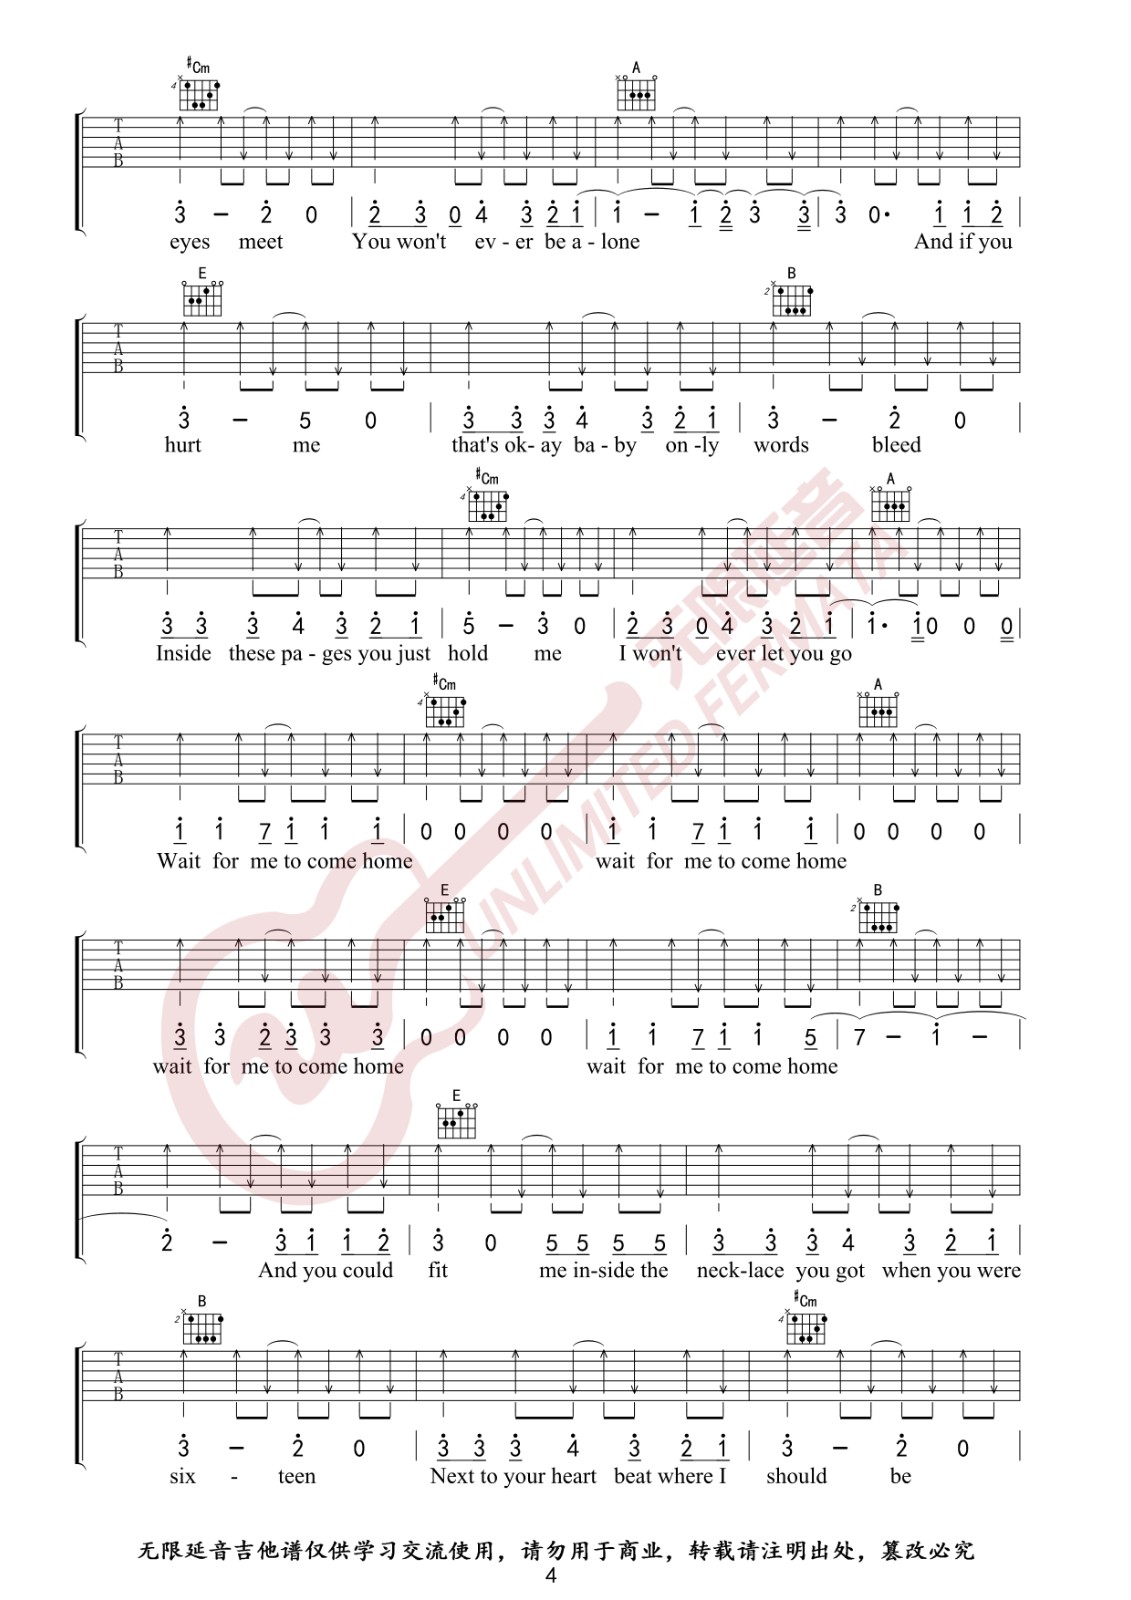 #Cm A
4
T A B
3 – 2 0 | 2 3 0 4 3 2 1 | 1 – 1 2 3 3 | 3 0· 1 1 2 |
eyes meet You won't ev - er be a - lone And if you
E B
2
T A B
3 – 5 0 | 3 3 3 4 3 2 1 | 3 – 2 0 |
hurt me that's ok- ay ba - by on -ly words bleed
#Cm A
4
T A B
3 3 3 4 3 2 1 | 5 – 3 0 | 2 3 0 4 3 2 1 | 1· 10 0 0 |
Inside these pa - ges you just hold me I won't ever let you go
#Cm A
4
T A B
1 1 7 1 1 1 | 0 0 0 0 | 1 1 7 1 1 1 | 0 0 0 0 |
Wait for me to come home wait for me to come home
E B
2
T A B
3 3 2 3 3 3 | 0 0 0 0 | 1 1 7 1 1 5 | 7 – 1 – |
wait for me to come home wait for me to come home
E
T A B
2 – 3 1 1 2 | 3 0 5 5 5 5 | 3 3 3 4 3 2 1 |
And you could fit me in-side the neck-lace you got when you were
B #Cm
2 4
T A B
3 – 2 0 | 3 3 3 4 3 2 1 | 3 – 2 0 |
six - teen Next to your heart beat where I should be
无限延音
UNLIMITED FERMATA
无限延音吉他谱仅供学习交流使用，请勿用于商业，转载请注明出处，篡改必究
4